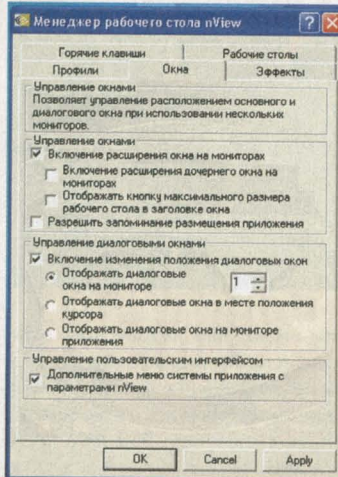 Менеджер рабочего стола nView
Горячие клавиши Рабочие столы
Профили Окна Эффекты
Управление окнами
Позволяет управление расположением основного и
диалогового окна при использовании нескольких
мониторов.
Управление окнами
Включение расширения окна на мониторах
Включение расширения дочернего окна на
мониторах
Отображать кнопку максимального размера
рабочего стола в заголовке окна
Разрешить запоминание размещения приложения
Управление диалоговыми окнами
Включение изменения положения диалоговых окон
Отображать диалоговые
окна на мониторе 1
Отображать диалоговые окна в месте положения
курсора
Отображать диалоговые окна на мониторе
приложения
Управление пользовательским интерфейсом
Дополнительные меню системы приложения с
параметрами nView
OK Cancel Apply